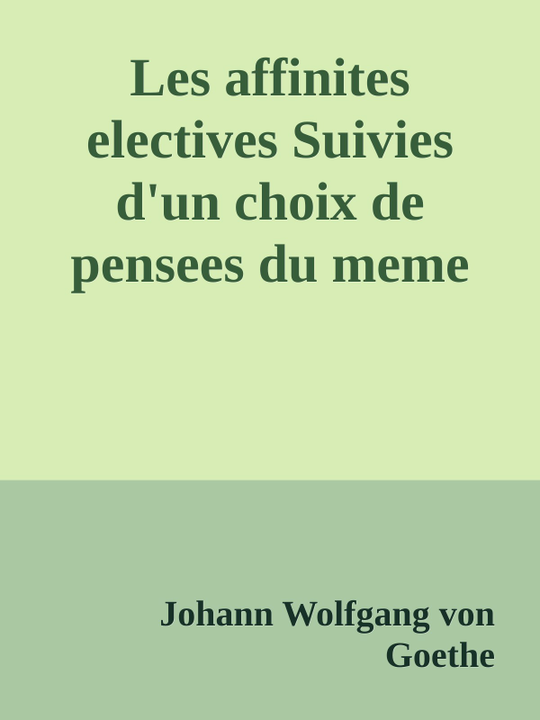 Les affinites
electives Suivies
d'un choix de
pensees du meme
Johann Wolfgang von
Goethe